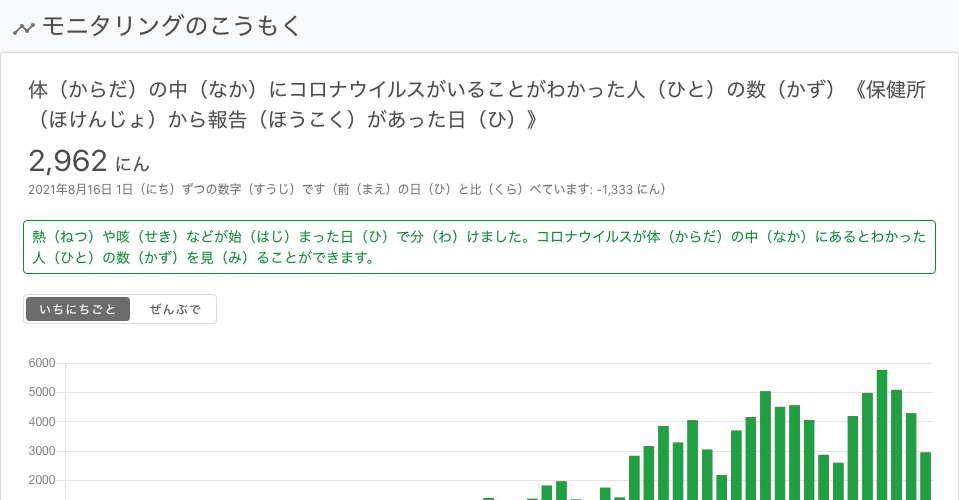 モニタリングのこうもく
体（からだ）の中（なか）にコロナウイルスがいることがわかった人（ひと）の数（かず）《保健所
（ほけんじょ）から報告（ほうこく）があった日（ひ）》
2,962 にん
2021年8月16日 1日（にち）ずつの数字（すうじ）です（前（まえ）の日（ひ）と比（くら）べています: -1,333 にん）
熱（ねつ）や咳（せき）などが始（はじ）まった日（ひ）で分（わ）けました。コロナウイルスが体（からだ）の中（なか）にあるとわかった
人（ひと）の数（かず）を見（み）ることができます。
いちにちごと ぜんぶで
6000
5000
4000
3000
2000